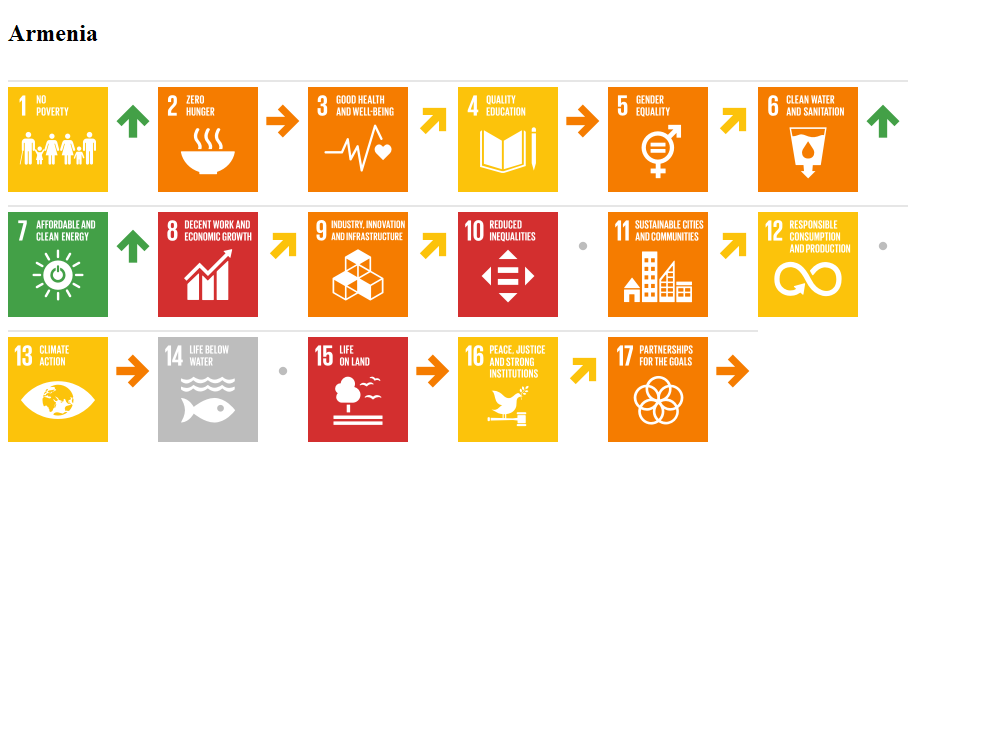 Armenia
1 NO
POVERTY
2 ZERO
HUNGER
3 GOOD HEALTH
AND WELL-BEING
4 QUALITY
EDUCATION
5 GENDER
EQUALITY
6 CLEAN WATER
AND SANITATION
7 AFFORDABLE AND
CLEAN ENERGY
8 DECENT WORK AND
ECONOMIC GROWTH
9 INDUSTRY, INNOVATION
AND INFRASTRUCTURE
10 REDUCED
INEQUALITIES
11 SUSTAINABLE CITIES
AND COMMUNITIES
12 RESPONSIBLE
CONSUMPTION
AND PRODUCTION
13 CLIMATE
ACTION
14 LIFE BELOW
WATER
15 LIFE
ON LAND
16 PEACE, JUSTICE
AND STRONG
INSTITUTIONS
17 PARTNERSHIPS
FOR THE GOALS